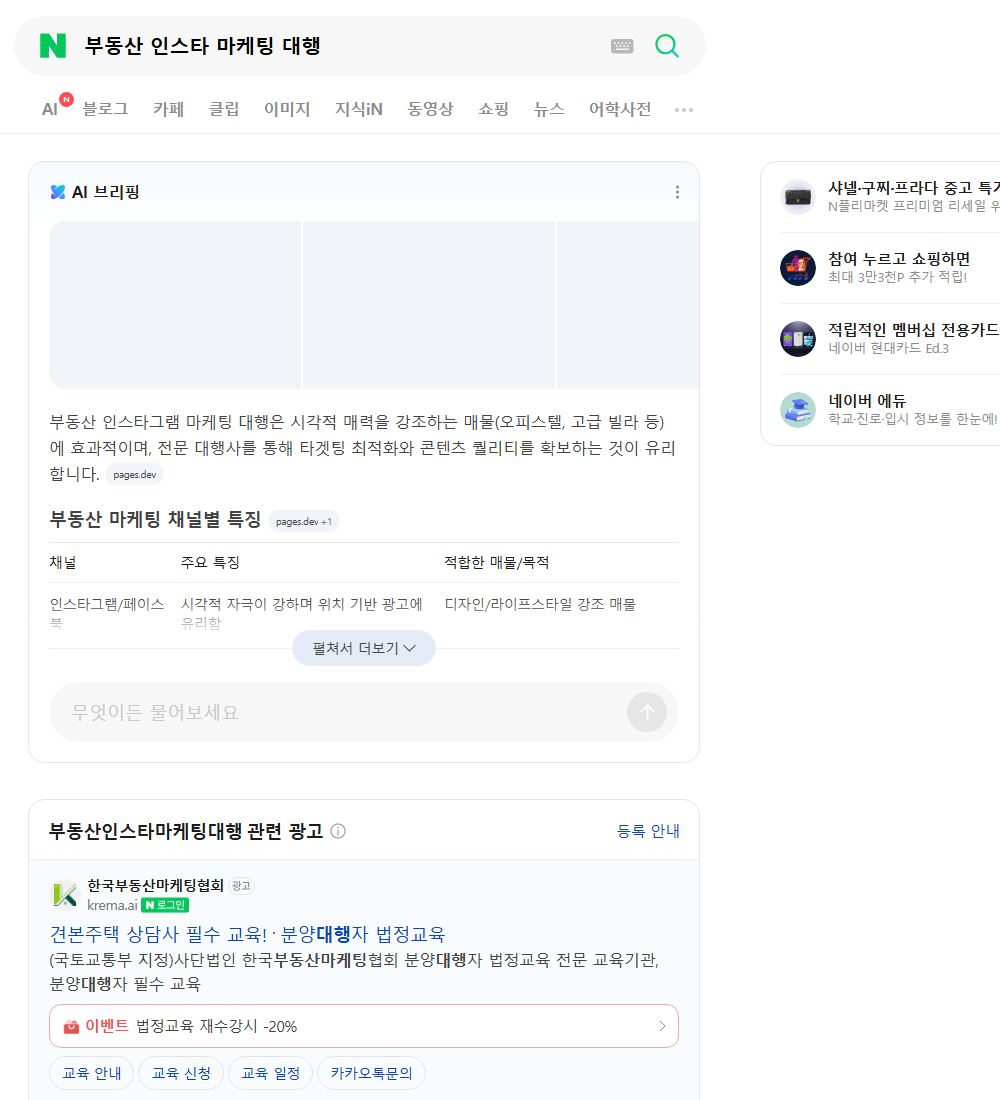 부동산 인스타 마케팅 대행
AI N 블로그 카페 클립 이미지 지식iN 동영상 쇼핑 뉴스 어학사전
AI 브리핑
부동산 인스타그램 마케팅 대행은 시각적 매력을 강조하는 매물(오피스텔, 고급 빌라 등)
에 효과적이며, 전문 대행사를 통해 타겟팅 최적화와 콘텐츠 퀄리티를 확보하는 것이 유리
합니다. pages.dev
부동산 마케팅 채널별 특징 pages.dev +1
채널 주요 특징 적합한 매물/목적
인스타그램/페이스 시각적 자극이 강하며 위치 기반 광고에 디자인/라이프스타일 강조 매물
북 유리함
펼쳐서 더보기
무엇이든 물어보세요
부동산인스타마케팅대행 관련 광고 등록 안내
한국부동산마케팅협회 광고
krema.ai N 로그인
견본주택 상담사 필수 교육! · 분양대행자 법정교육
(국토교통부 지정)사단법인 한국부동산마케팅협회 분양대행자 법정교육 전문 교육기관,
분양대행자 필수 교육
이벤트 법정교육 재수강시 -20%
교육 안내 교육 신청 교육 일정 카카오톡문의
샤넬·구찌·프라다 중고 특가
N플리마켓 프리미엄 리세일 위
참여 누르고 쇼핑하면
최대 3만3천P 추가 적립!
적립적인 멤버십 전용카드
네이버 현대카드 Ed.3
네이버 에듀
학교·진로·입시 정보를 한눈에!